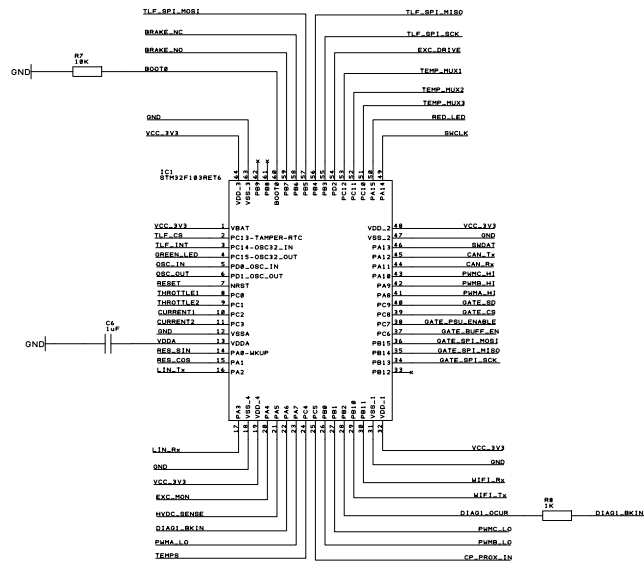 TLF_SPI_MOSI
TLF_SPI_MISO
BRAKE_NC
TLF_SPI_SCK
BRAKE_NO
EXC_DRIVE
R7
10K
GND
BOOT0
TEMP_MUX1
TEMP_MUX2
TEMP_MUX3
GND
RED_LED
VCC_3V3
SWCLK
IC1
STM32F103RET6
64 63 62 61 60 59 58 57 56 55 54 53 52 51 50 49
VDD_3 VSS_3 PB9 PB8 BOOT0 PB7 PB6 PB5 PB4 PB3 PD2 PC12 PC11 PC10 PA15 PA14
VCC_3V3 1 VBAT VDD_2 48 VCC_3V3
TLF_CS 2 PC13-TAMPER-RTC VSS_2 47 GND
TLF_INT 3 PC14-OSC32_IN PA13 46 SWDAT
GREEN_LED 4 PC15-OSC32_OUT PA12 45 CAN_Tx
OSC_IN 5 PD0_OSC_IN PA11 44 CAN_Rx
OSC_OUT 6 PD1_OSC_OUT PA10 43 PWMC_HI
RESET 7 NRST PA9 42 PWMB_HI
THROTTLE1 8 PC0 PA8 41 PWMA_HI
THROTTLE2 9 PC1 PC9 40 GATE_SD
CURRENT1 10 PC2 PC8 39 GATE_CS
CURRENT2 11 PC3 PC7 38 GATE_PSU_ENABLE
GND 12 VSSA PC6 37 GATE_BUFF_EN
C6
1uF
GND
VDDA 13 VDDA PB15 36 GATE_SPI_MOSI
RES_SIN 14 PA0-WKUP PB14 35 GATE_SPI_MISO
RES_COS 15 PA1 PB13 34 GATE_SPI_SCK
LIN_Tx 16 PA2 PB12 33
PA3 VSS_4 VDD_4 PA4 PA5 PA6 PA7 PC4 PC5 PB0 PB1 PB2 PB10 PB11 VSS_1 VDD_1
17 18 19 20 21 22 23 24 25 26 27 28 29 30 31 32
LIN_Rx
VCC_3V3
GND
GND
VCC_3V3
WIFI_Rx
EXC_MON
WIFI_Tx
HVDC_SENSE
DIAG1_OCUR
R8
1K
DIAG1_BKIN
DIAG1_BKIN
PWMC_LO
PWMA_LO
PWMB_LO
TEMPS
CP_PROX_IN